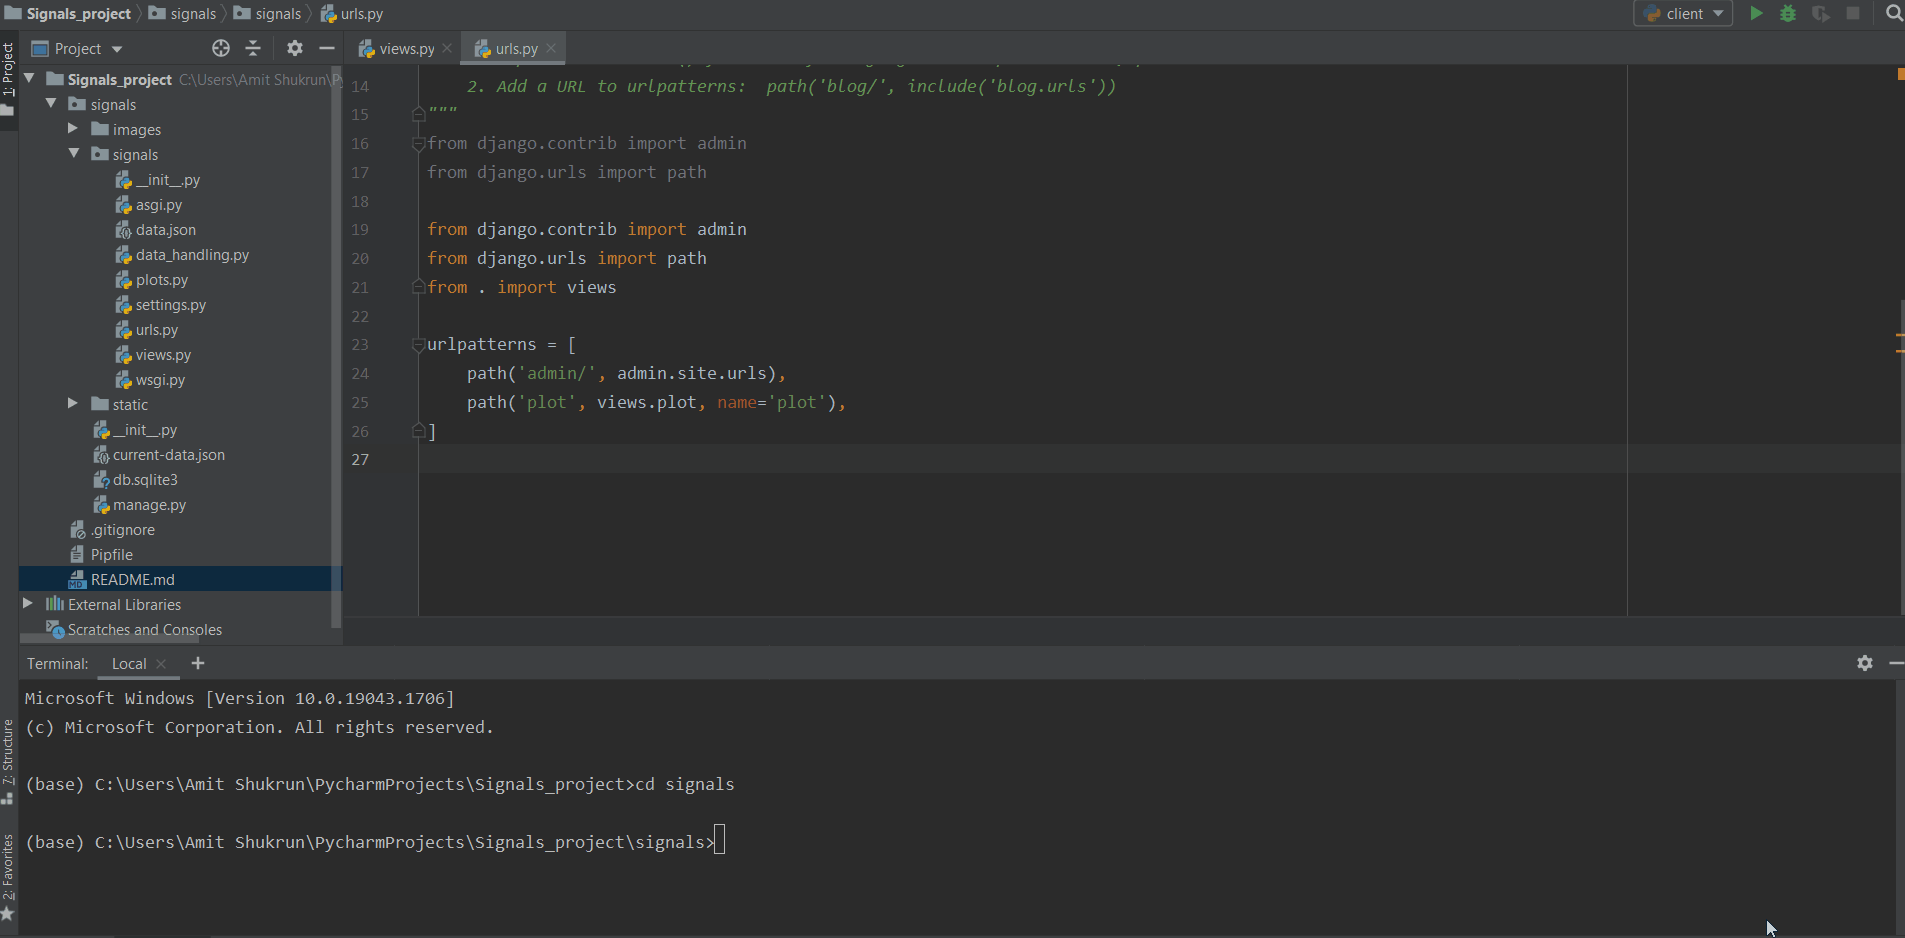 Signals_project signals signals urls.py
client
1: Project
Project
views.py
urls.py
Signals_project C:\Users\Amit Shukrun\Py
signals
images
signals
__init__.py
asgi.py
data.json
data_handling.py
plots.py
settings.py
urls.py
views.py
wsgi.py
static
__init__.py
current-data.json
db.sqlite3
manage.py
.gitignore
Pipfile
README.md
External Libraries
Scratches and Consoles
14 2. Add a URL to urlpatterns:  path('blog/', include('blog.urls'))
15 """
16 from django.contrib import admin
17 from django.urls import path
18
19 from django.contrib import admin
20 from django.urls import path
21 from . import views
22
23 urlpatterns = [
24 path('admin/', admin.site.urls),
25 path('plot', views.plot, name='plot'),
26 ]
27
Terminal: Local +
Microsoft Windows [Version 10.0.19043.1706]
(c) Microsoft Corporation. All rights reserved.
(base) C:\Users\Amit Shukrun\PycharmProjects\Signals_project>cd signals
(base) C:\Users\Amit Shukrun\PycharmProjects\Signals_project\signals>
7: Structure
2: Favorites